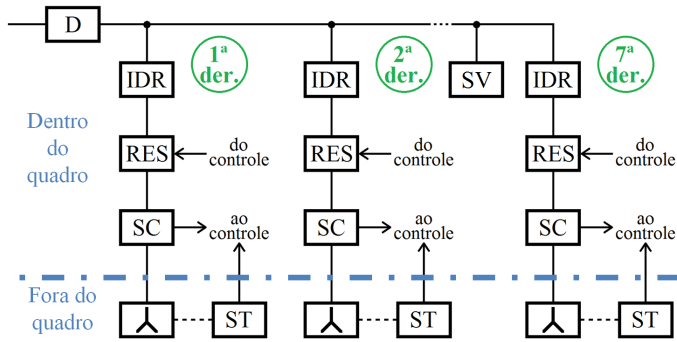 D
1ª
der.
2ª
der.
7ª
der.
IDR
IDR
SV
IDR
Dentro
do
quadro
RES
do
controle
RES
do
controle
RES
do
controle
SC
ao
controle
SC
ao
controle
SC
ao
controle
Fora do
quadro
ST
ST
ST